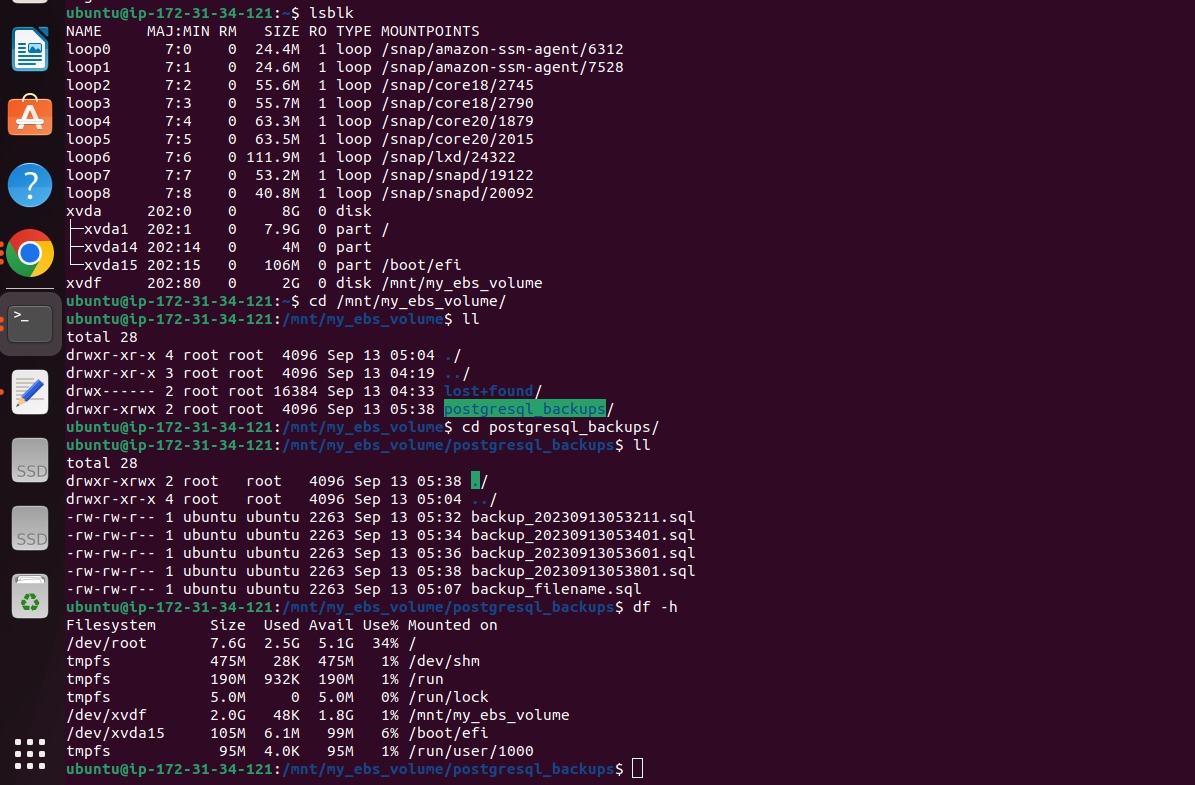 ubuntu@ip-172-31-34-121:~$ lsblk
NAME     MAJ:MIN RM   SIZE RO TYPE MOUNTPOINTS
loop0      7:0    0  24.4M  1 loop /snap/amazon-ssm-agent/6312
loop1      7:1    0  24.6M  1 loop /snap/amazon-ssm-agent/7528
loop2      7:2    0  55.6M  1 loop /snap/core18/2745
loop3      7:3    0  55.7M  1 loop /snap/core18/2790
loop4      7:4    0  63.3M  1 loop /snap/core20/1879
loop5      7:5    0  63.5M  1 loop /snap/core20/2015
loop6      7:6    0 111.9M  1 loop /snap/lxd/24322
loop7      7:7    0  53.2M  1 loop /snap/snapd/19122
loop8      7:8    0  40.8M  1 loop /snap/snapd/20092
xvda     202:0    0     8G  0 disk
├─xvda1  202:1    0   7.9G  0 part /
├─xvda14 202:14   0     4M  0 part
└─xvda15 202:15   0   106M  0 part /boot/efi
xvdf     202:80   0     2G  0 disk /mnt/my_ebs_volume
ubuntu@ip-172-31-34-121:~$ cd /mnt/my_ebs_volume/
ubuntu@ip-172-31-34-121:/mnt/my_ebs_volume$ ll
total 28
drwxr-xr-x 4 root root  4096 Sep 13 05:04 ./
drwxr-xr-x 3 root root  4096 Sep 13 04:19 ../
drwx------ 2 root root 16384 Sep 13 04:33 lost+found/
drwxr-xrwx 2 root root  4096 Sep 13 05:38 postgresql_backups/
ubuntu@ip-172-31-34-121:/mnt/my_ebs_volume$ cd postgresql_backups/
ubuntu@ip-172-31-34-121:/mnt/my_ebs_volume/postgresql_backups$ ll
total 28
drwxr-xrwx 2 root   root   4096 Sep 13 05:38 ./
drwxr-xr-x 4 root   root   4096 Sep 13 05:04 ../
-rw-rw-r-- 1 ubuntu ubuntu 2263 Sep 13 05:32 backup_20230913053211.sql
-rw-rw-r-- 1 ubuntu ubuntu 2263 Sep 13 05:34 backup_20230913053401.sql
-rw-rw-r-- 1 ubuntu ubuntu 2263 Sep 13 05:36 backup_20230913053601.sql
-rw-rw-r-- 1 ubuntu ubuntu 2263 Sep 13 05:38 backup_20230913053801.sql
-rw-rw-r-- 1 ubuntu ubuntu 2263 Sep 13 05:07 backup_filename.sql
ubuntu@ip-172-31-34-121:/mnt/my_ebs_volume/postgresql_backups$ df -h
Filesystem      Size  Used Avail Use% Mounted on
/dev/root       7.6G  2.5G  5.1G  34% /
tmpfs           475M   28K  475M   1% /dev/shm
tmpfs           190M  932K  190M   1% /run
tmpfs           5.0M     0  5.0M   0% /run/lock
/dev/xvdf       2.0G   48K  1.8G   1% /mnt/my_ebs_volume
/dev/xvda15     105M  6.1M   99M   6% /boot/efi
tmpfs            95M  4.0K   95M   1% /run/user/1000
ubuntu@ip-172-31-34-121:/mnt/my_ebs_volume/postgresql_backups$
SSD
SSD